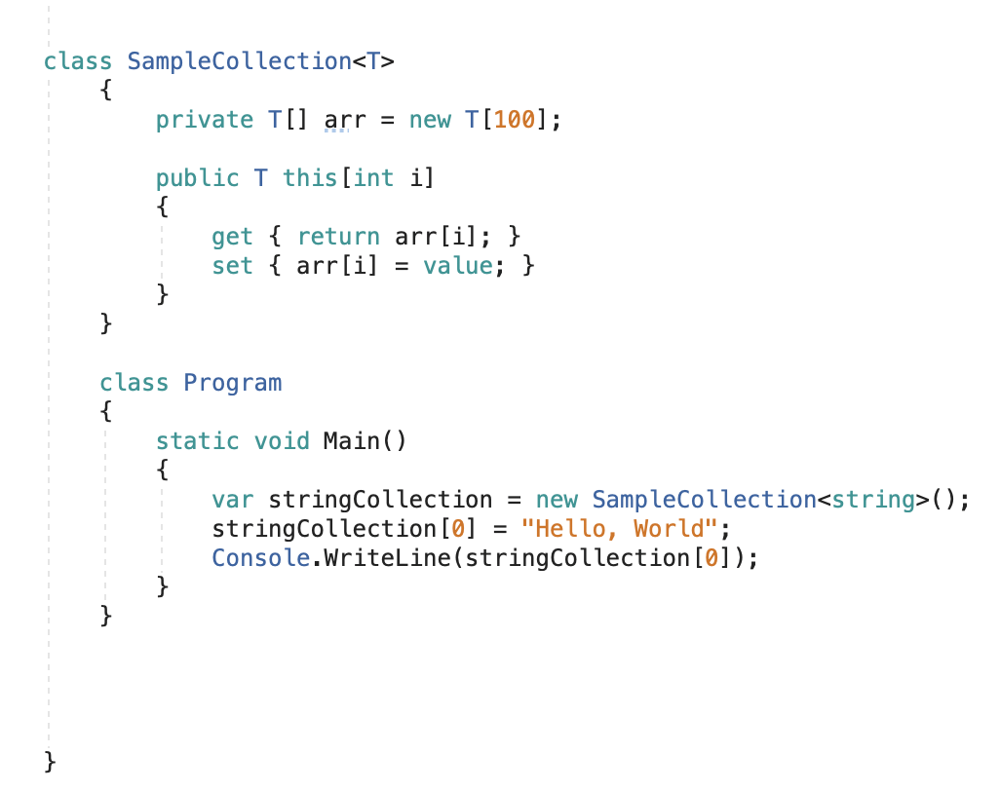 class SampleCollection<T>
    {
        private T[] arr = new T[100];

        public T this[int i]
        {
            get { return arr[i]; }
            set { arr[i] = value; }
        }
    }

    class Program
    {
        static void Main()
        {
            var stringCollection = new SampleCollection<string>();
            stringCollection[0] = "Hello, World";
            Console.WriteLine(stringCollection[0]);
        }
    }

}